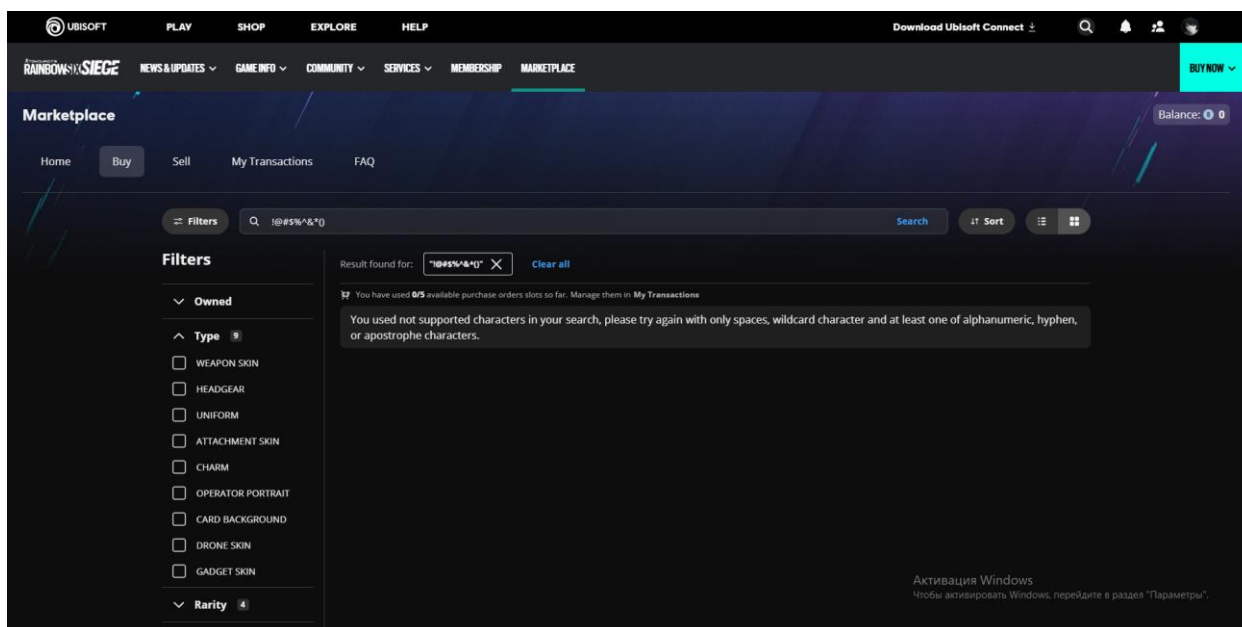 UBISOFT PLAY SHOP EXPLORE HELP Download Ubisoft Connect
RAINBOW SIX SIEGE NEWS & UPDATES GAME INFO COMMUNITY SERVICES MEMBERSHIP MARKETPLACE BUY NOW
Marketplace Balance: 0
Home Buy Sell My Transactions FAQ
Filters !@#$%^&*() Search Sort
Filters
Result found for: "!@#$%^&*()" Clear all
You have used 0/5 available purchase orders slots so far. Manage them in My Transactions
You used not supported characters in your search, please try again with only spaces, wildcard character and at least one of alphanumeric, hyphen,
or apostrophe characters.
Owned
Type 9
WEAPON SKIN
HEADGEAR
UNIFORM
ATTACHMENT SKIN
CHARM
OPERATOR PORTRAIT
CARD BACKGROUND
DRONE SKIN
GADGET SKIN
Rarity 4
Активация Windows
Чтобы активировать Windows, перейдите в раздел "Параметры".